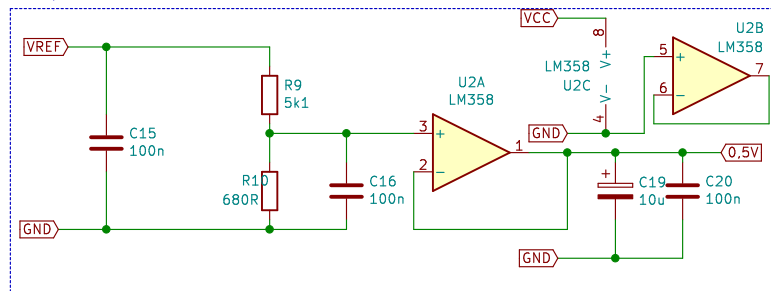 VCC
U2B
LM358
8
VREF
5
+
7
6
−
LM358 V+
U2C V-
4
R9
5k1
U2A
LM358
C15
100n
3
+
1
2
−
GND
0,5V
R10
680R
C16
100n
+
C19
10u
C20
100n
GND
GND